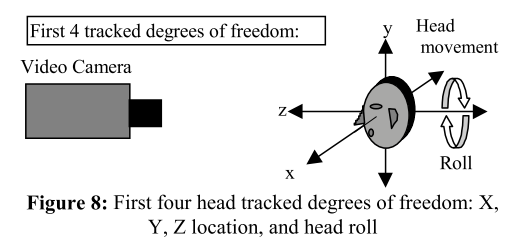 First 4 tracked degrees of freedom:
Video Camera
y
Head
movement
z
x
Roll
Figure 8: First four head tracked degrees of freedom: X,
Y, Z location, and head roll